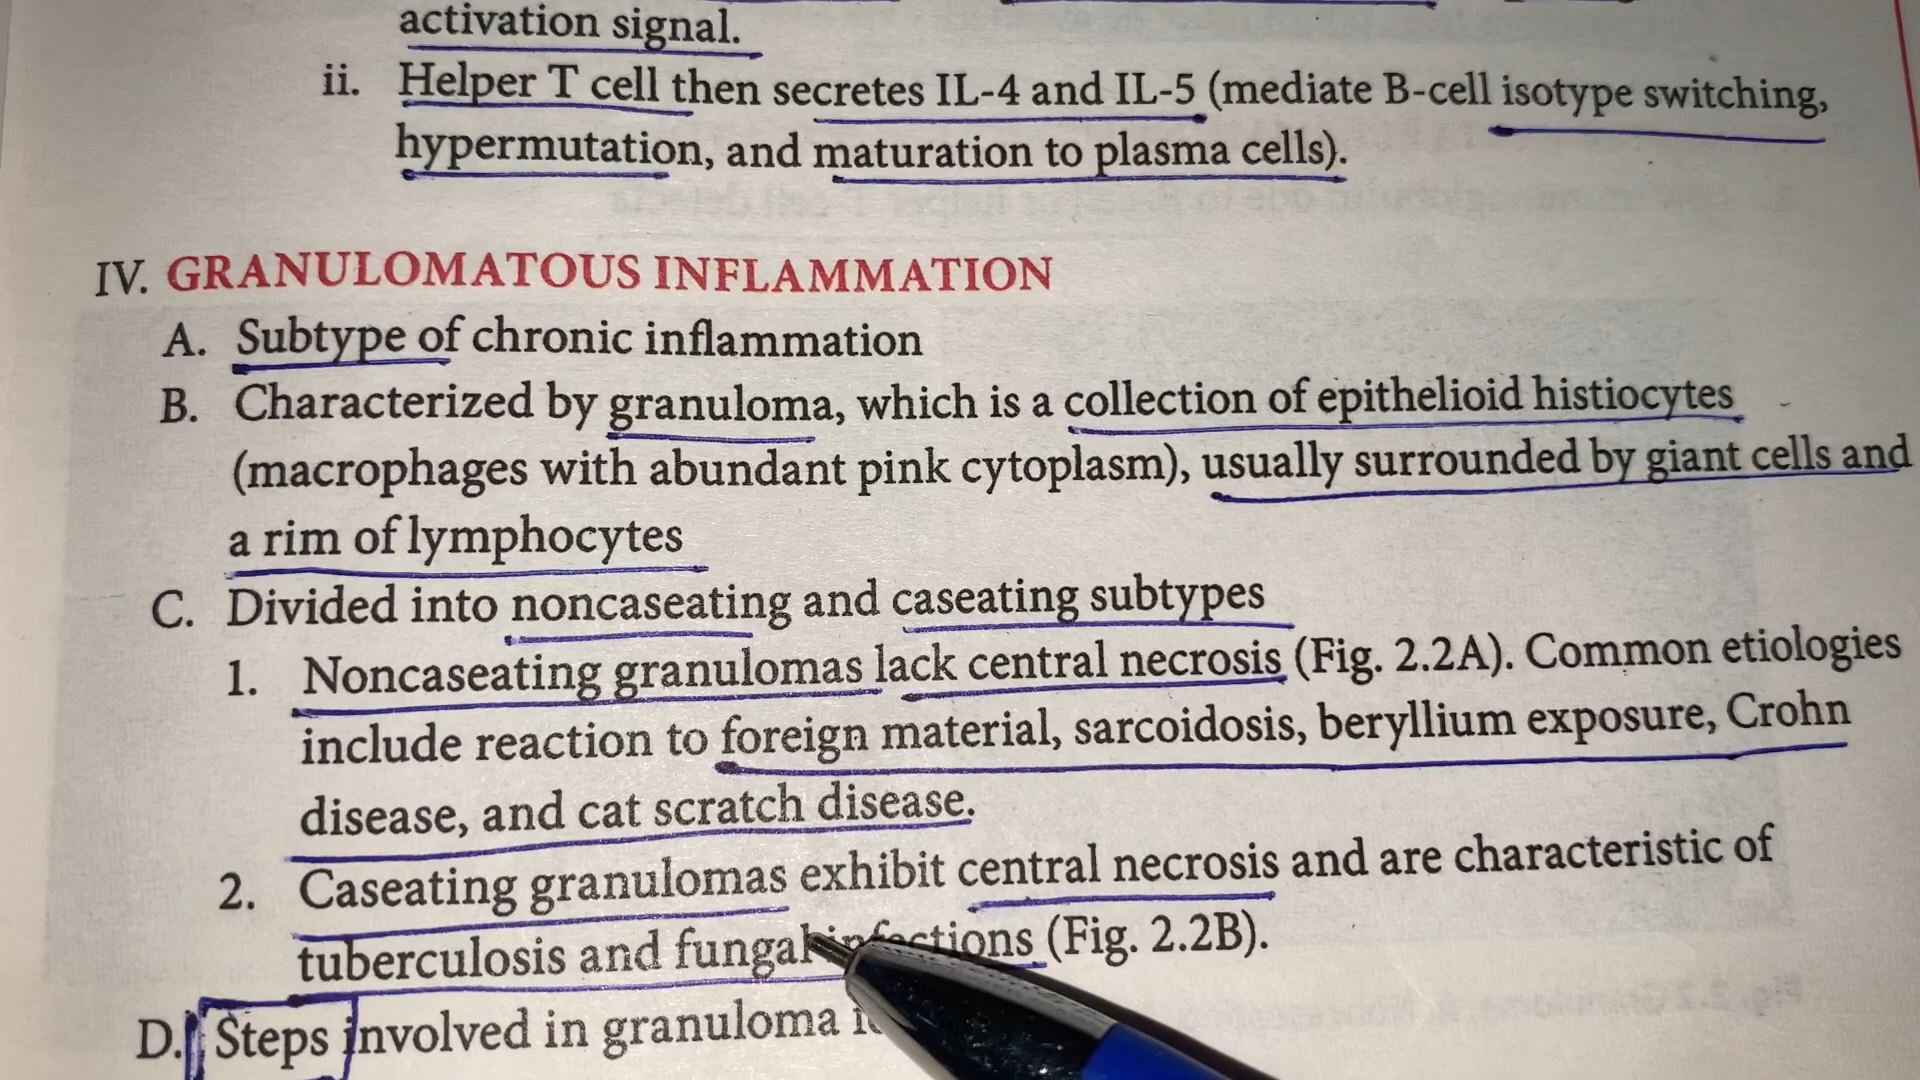 activation signal.
ii. Helper T cell then secretes IL-4 and IL-5 (mediate B-cell isotype switching,
hypermutation, and maturation to plasma cells).
IV. GRANULOMATOUS INFLAMMATION
A. Subtype of chronic inflammation
B. Characterized by granuloma, which is a collection of epithelioid histiocytes
(macrophages with abundant pink cytoplasm), usually surrounded by giant cells and
a rim of lymphocytes
C. Divided into noncaseating and caseating subtypes
1. Noncaseating granulomas lack central necrosis (Fig. 2.2A). Common etiologies
include reaction to foreign material, sarcoidosis, beryllium exposure, Crohn
disease, and cat scratch disease.
2. Caseating granulomas exhibit central necrosis and are characteristic of
tuberculosis and fungal infections (Fig. 2.2B).
D. Steps involved in granuloma